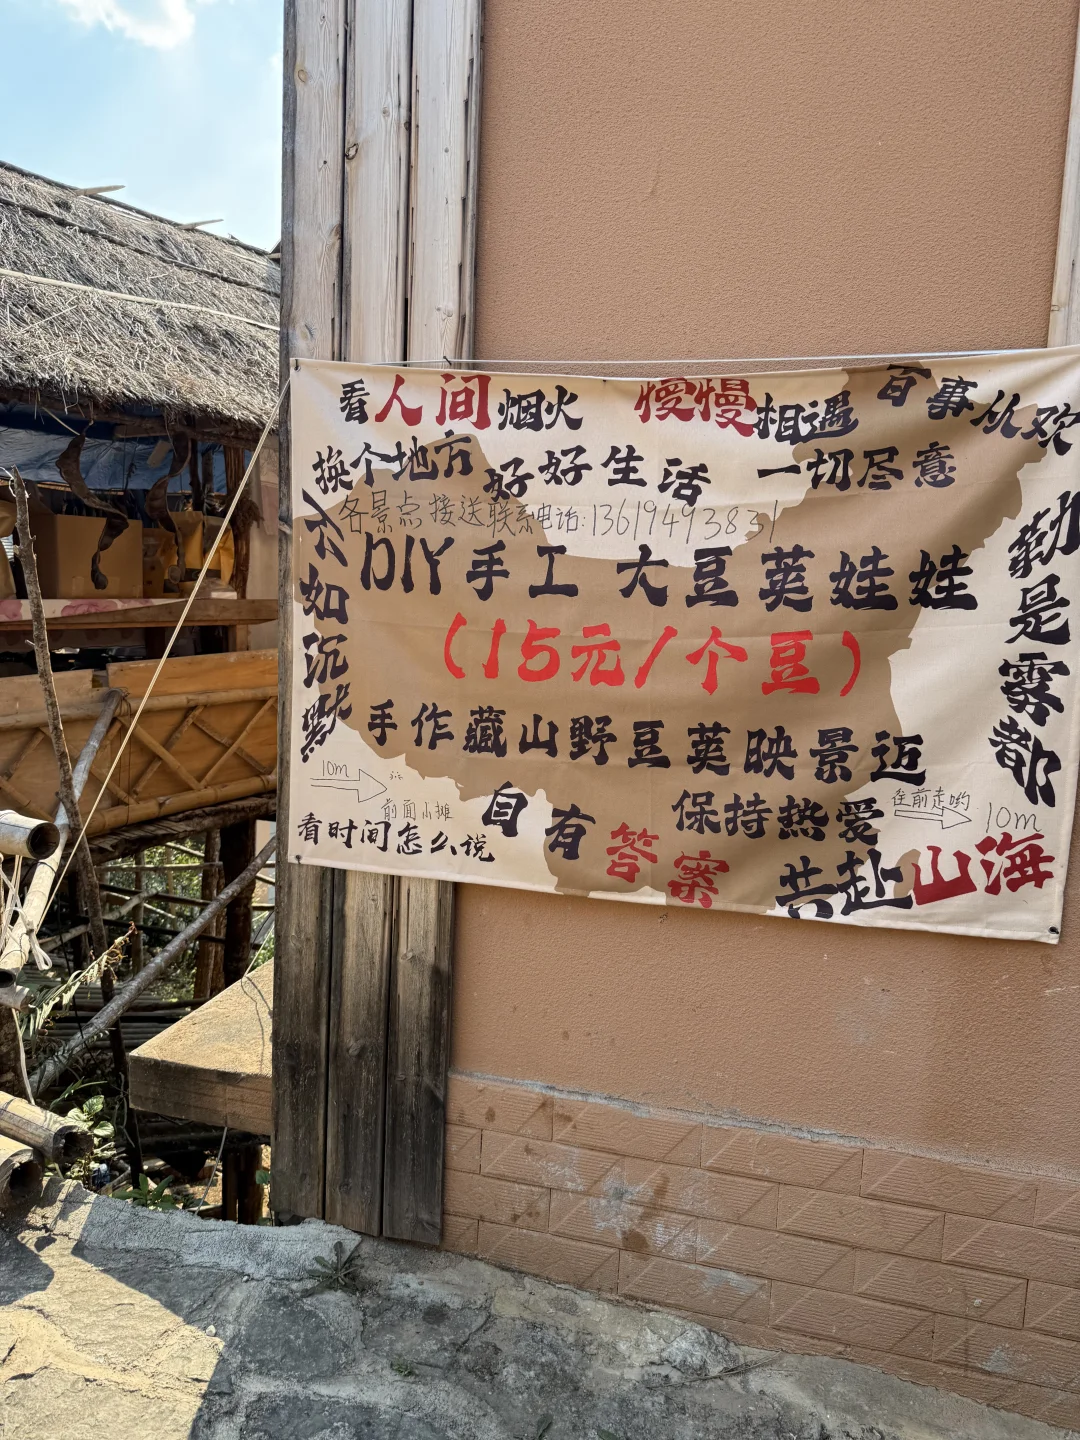 看人间烟火
慢慢相遇
百事从欢
换个地方
好好生活
一切尽意
各景点接送联系电话:13619493831
不如沉默
DIY手工 大豆荚娃娃
(15元/个豆)
勐是雾都
手作藏山野豆荚映景迈
10m
前面小摊
看时间怎么说
自有答案
保持热爱
共赴山海
往前走哟
10m